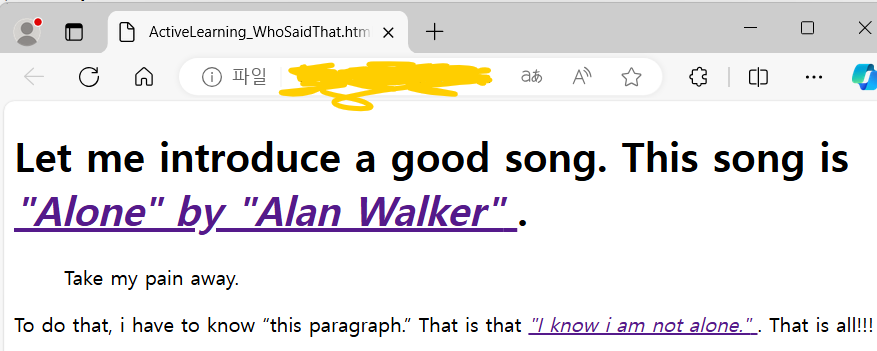 ActiveLearning_WhoSaidThat.htm
파일
aあ
A
Let me introduce a good song. This song is
"Alone" by "Alan Walker" .
Take my pain away.
To do that, i have to know “this paragraph.” That is that "I know i am not alone." . That is all!!!